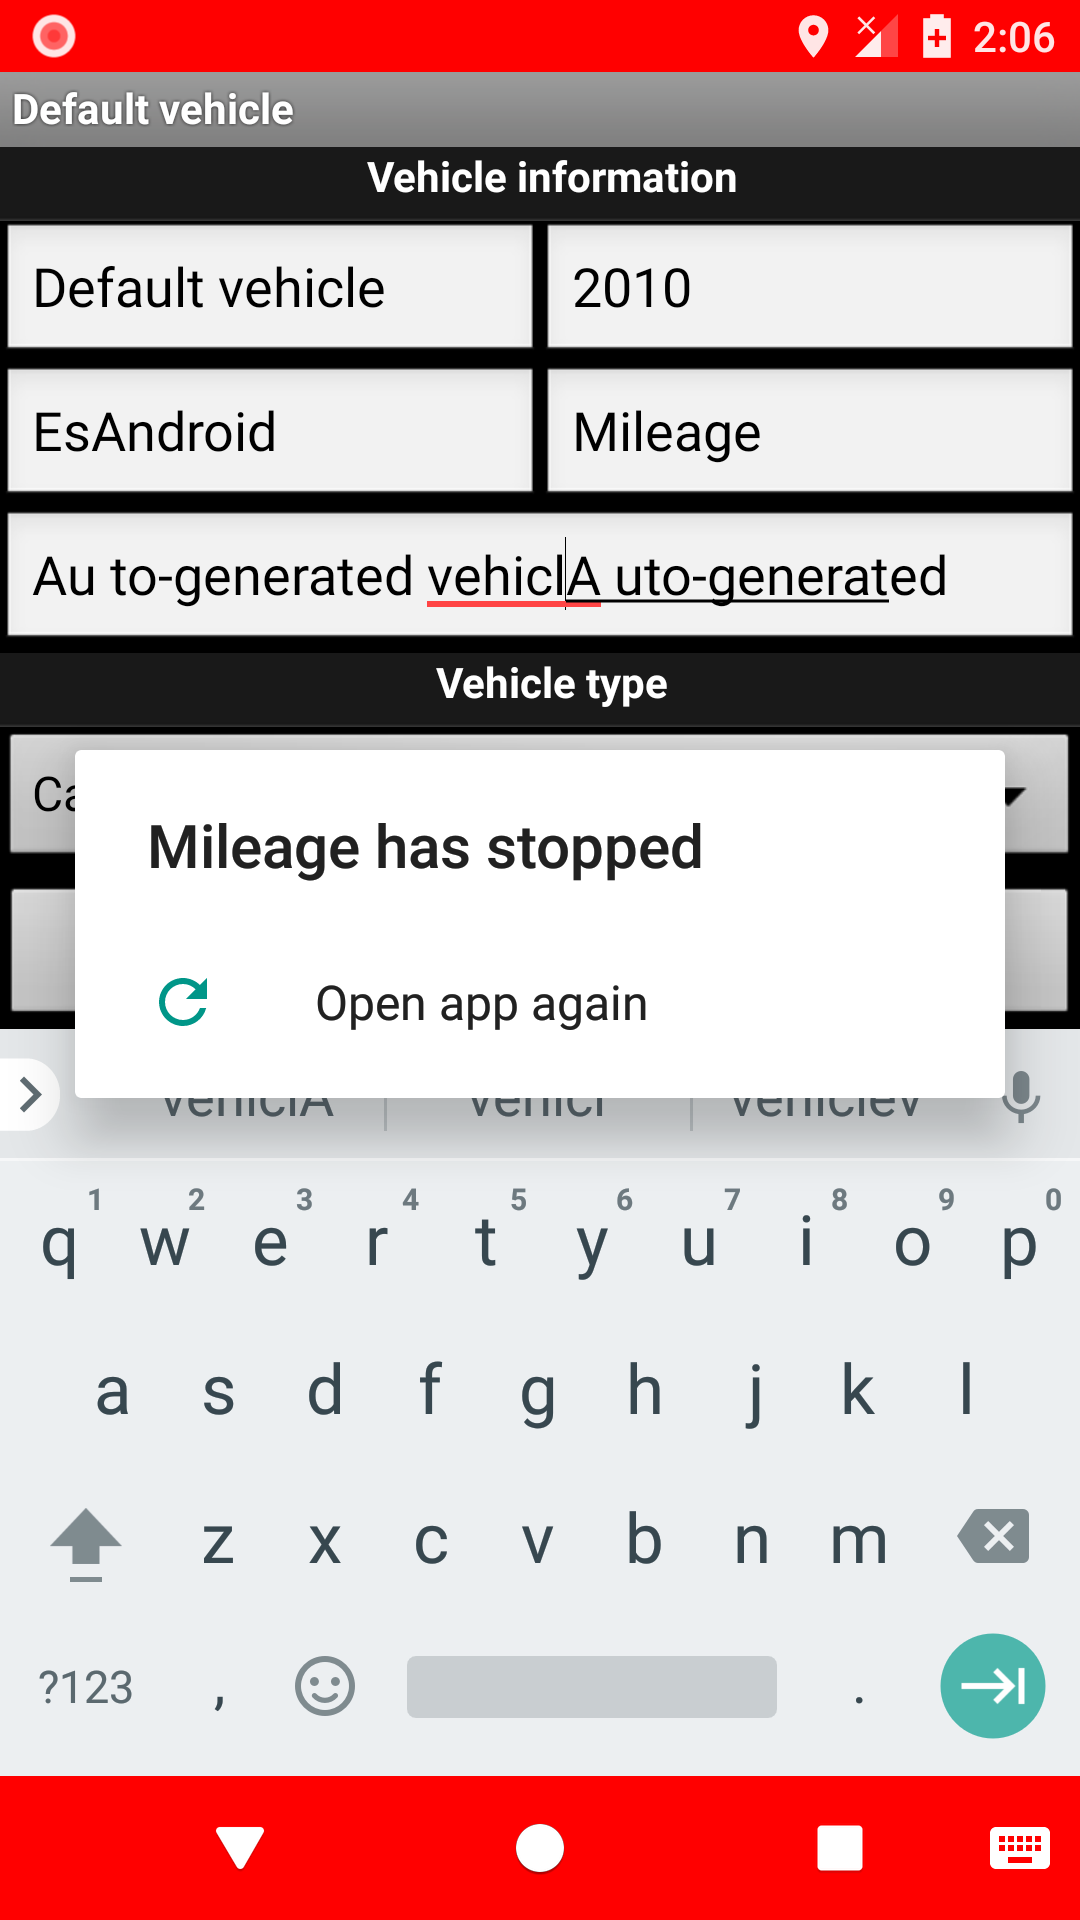 2:06
Default vehicle
Vehicle information
Default vehicle 2010
EsAndroid Mileage
Au to-generated vehiclA uto-generated
Vehicle type
Ca
Mileage has stopped
Open app again
vehiclA vehicl vehiclev
1 2 3 4 5 6 7 8 9 0
q w e r t y u i o p
a s d f g h j k l
z x c v b n m
?123 , .